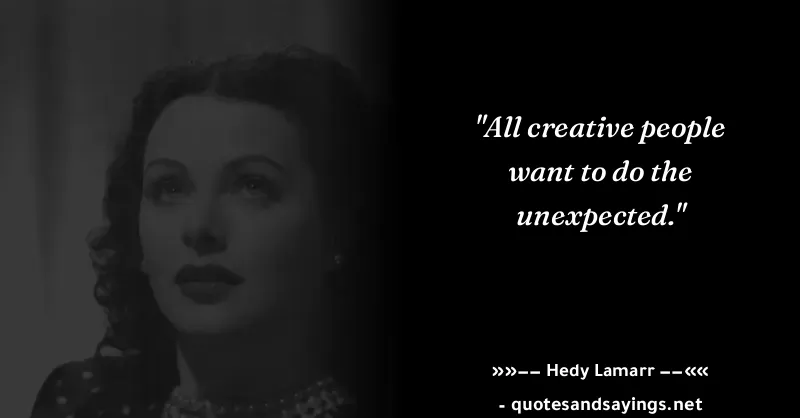 "All creative people
want to do the
unexpected."
»»−− Hedy Lamarr −−««
- quotesandsayings.net